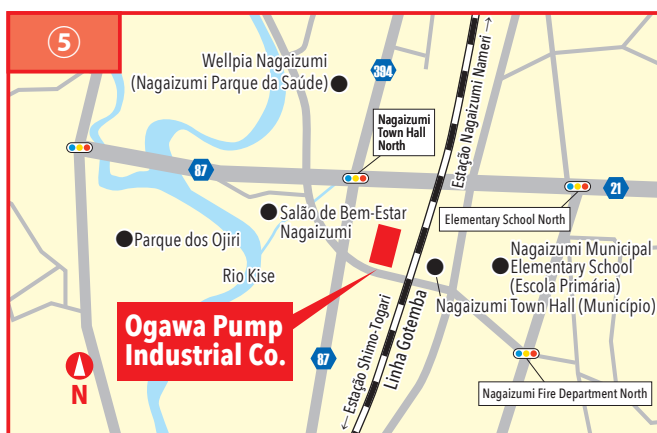 ⑤
Wellpia Nagaizumi
(Nagaizumi Parque da Saúde)
394
Estação Nagaizumi Nameri →
Nagaizumi
Town Hall
North
87
21
Elementary School North
Salão de Bem-Estar
Nagaizumi
Parque dos Ojiri
Rio Kise
Nagaizumi Municipal
Elementary School
(Escola Primária)
Nagaizumi Town Hall (Município)
Ogawa Pump
Industrial Co.
87
← Estação Shimo-Togari
Linha Gotemba
N
Nagaizumi Fire Department North